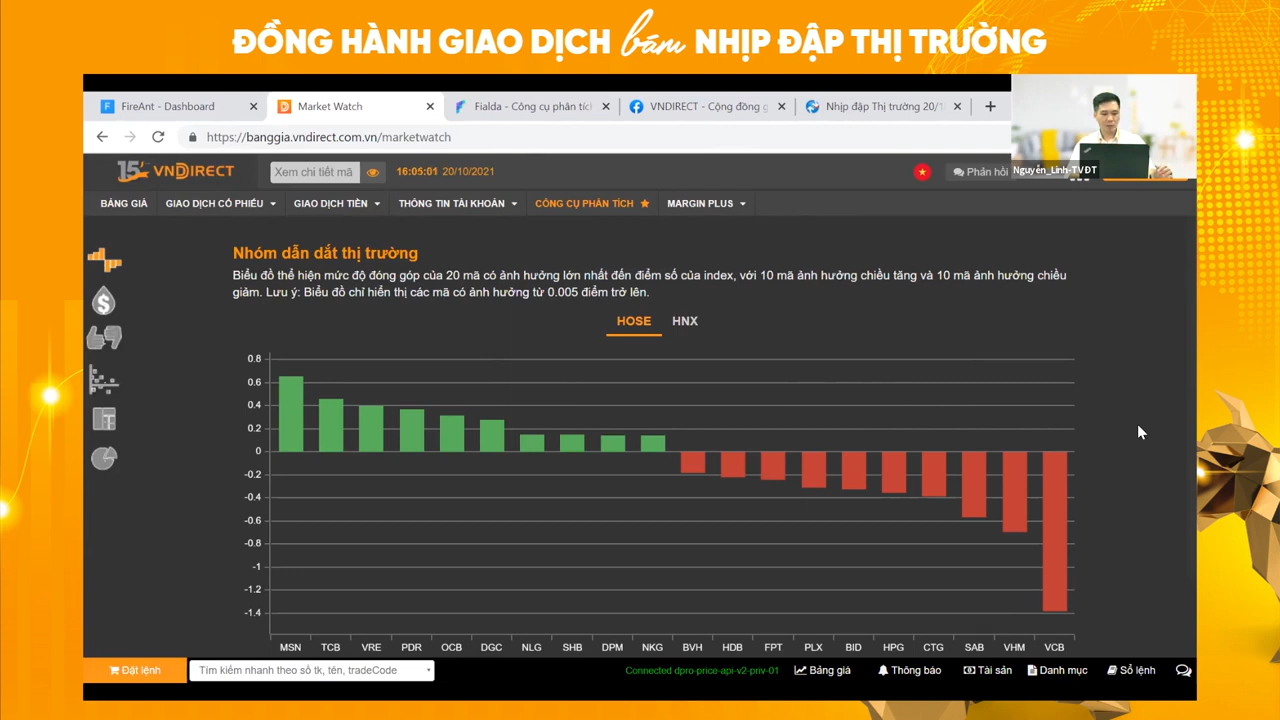 ĐỒNG HÀNH GIAO DỊCH bám NHỊP ĐẬP THỊ TRƯỜNG
FireAnt - Dashboard
Market Watch
Fialda - Công cụ phân tích
VNDIRECT - Cộng đồng g
Nhịp đập Thị trường 20/1
https://banggia.vndirect.com.vn/marketwatch
15 VNDIRECT
Xem chi tiết mã
16:05:01 20/10/2021
Phản hồi
Nguyễn_Linh-TVĐT
BẢNG GIÁ GIAO DỊCH CỔ PHIẾU GIAO DỊCH TIỀN THÔNG TIN TÀI KHOẢN CÔNG CỤ PHÂN TÍCH MARGIN PLUS
Nhóm dẫn dắt thị trường
Biểu đồ thể hiện mức độ đóng góp của 20 mã có ảnh hưởng lớn nhất đến điểm số của index, với 10 mã ảnh hưởng chiều tăng và 10 mã ảnh hưởng chiều
giảm. Lưu ý: Biểu đồ chỉ hiển thị các mã có ảnh hưởng từ 0.005 điểm trở lên.
HOSE HNX
0.8
0.6
0.4
0.2
0
-0.2
-0.4
-0.6
-0.8
-1
-1.2
-1.4
MSN TCB VRE PDR OCB DGC NLG SHB DPM NKG BVH HDB FPT PLX BID HPG CTG SAB VHM VCB
Đặt lệnh
Tìm kiếm nhanh theo số tk, tên, tradeCode
Connected dpro-price-api-v2-priv-01
Bảng giá
Thông báo
Tài sản
Danh mục
Sổ lệnh